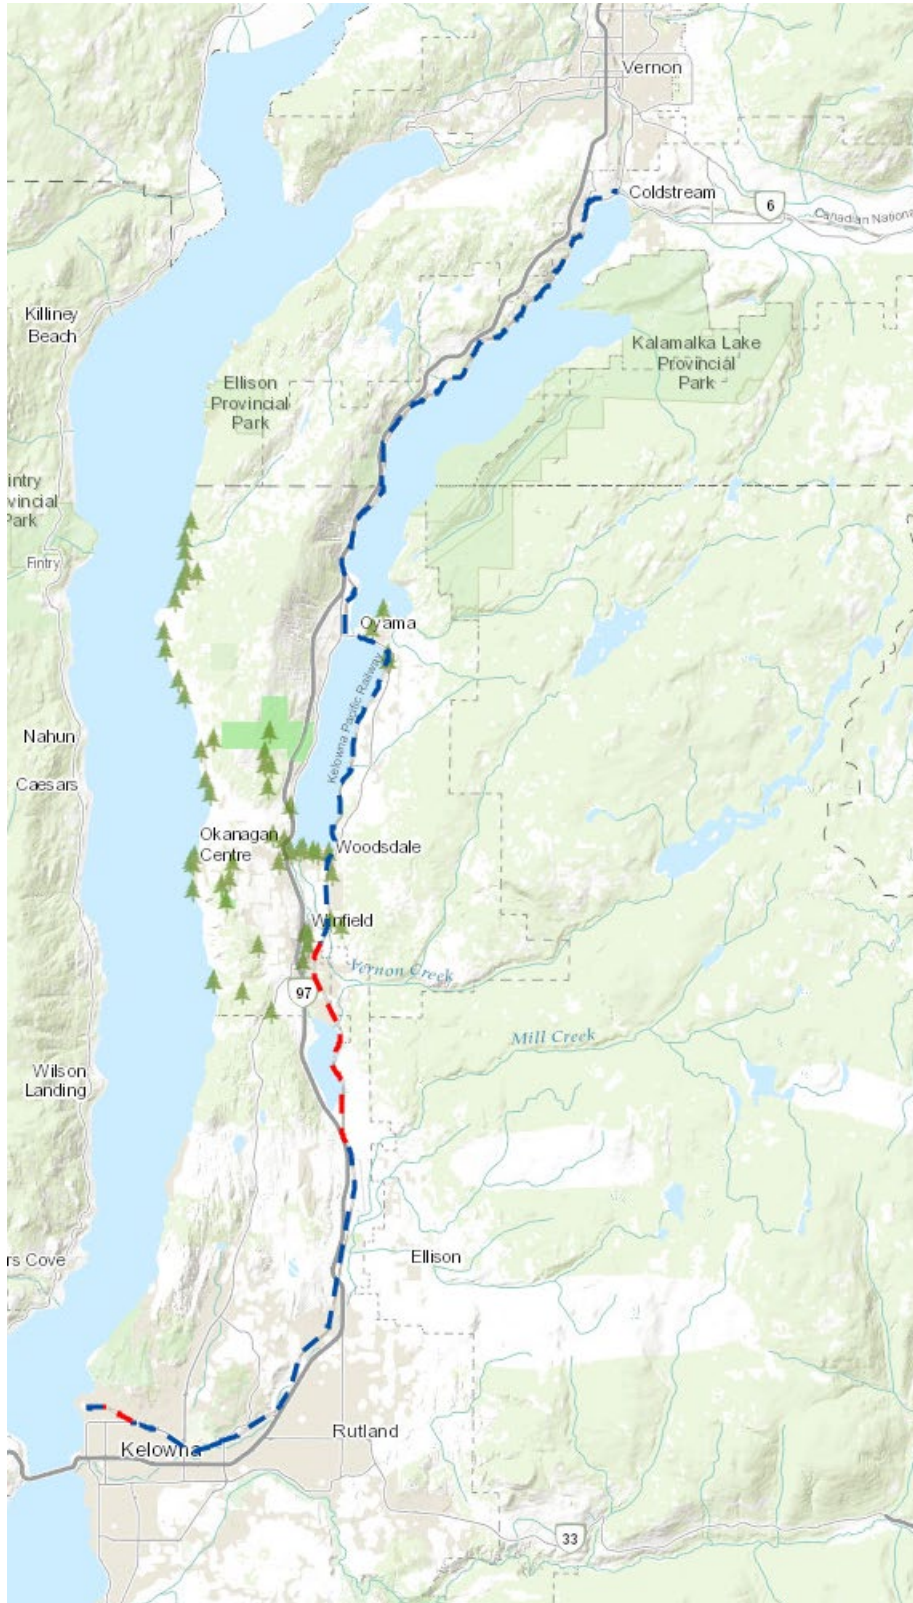 Vernon
Coldstream
6
Canadian Nationa
Killiney
Beach
Kalamalka Lake
Provincial
Park
Ellison
Provincial
Park
intry
vincial
Park
Fintry
Oyama
Kelowna Pacific Railway
Nahun
Caesars
Okanagan
Centre
Woodsdale
Winfield
Vernon Creek
97
Mill Creek
Wilson
Landing
Ellison
rs Cove
Rutland
Kelowna
33